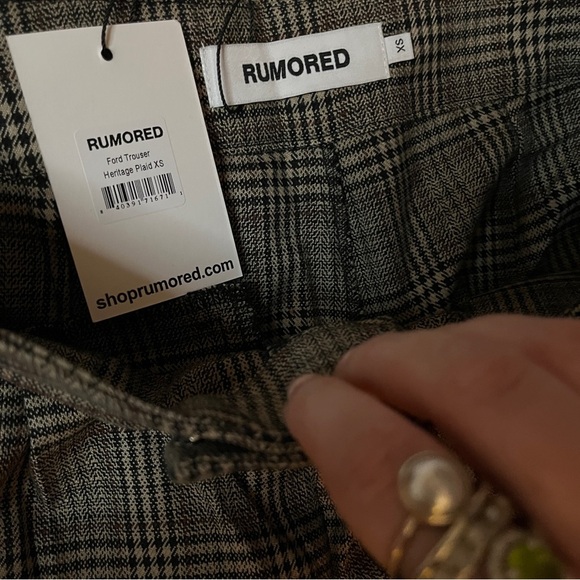 RUMORED
XS
RUMORED
Ford Trouser
Heritage Plaid XS
shoprumored.com